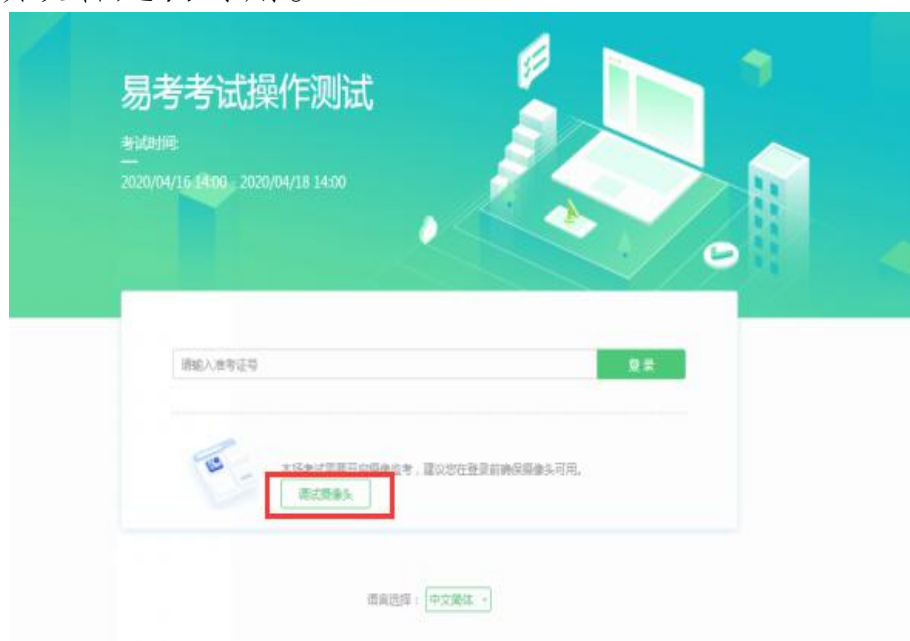 易考考试操作测试
考试时间:
2020/04/16 14:00 - 2020/04/18 14:00
请输入准考证号
登录
本场考试需要开启摄像监考，建议您在登录前确保摄像头可用。
调试摄像头
语言选择： 中文简体